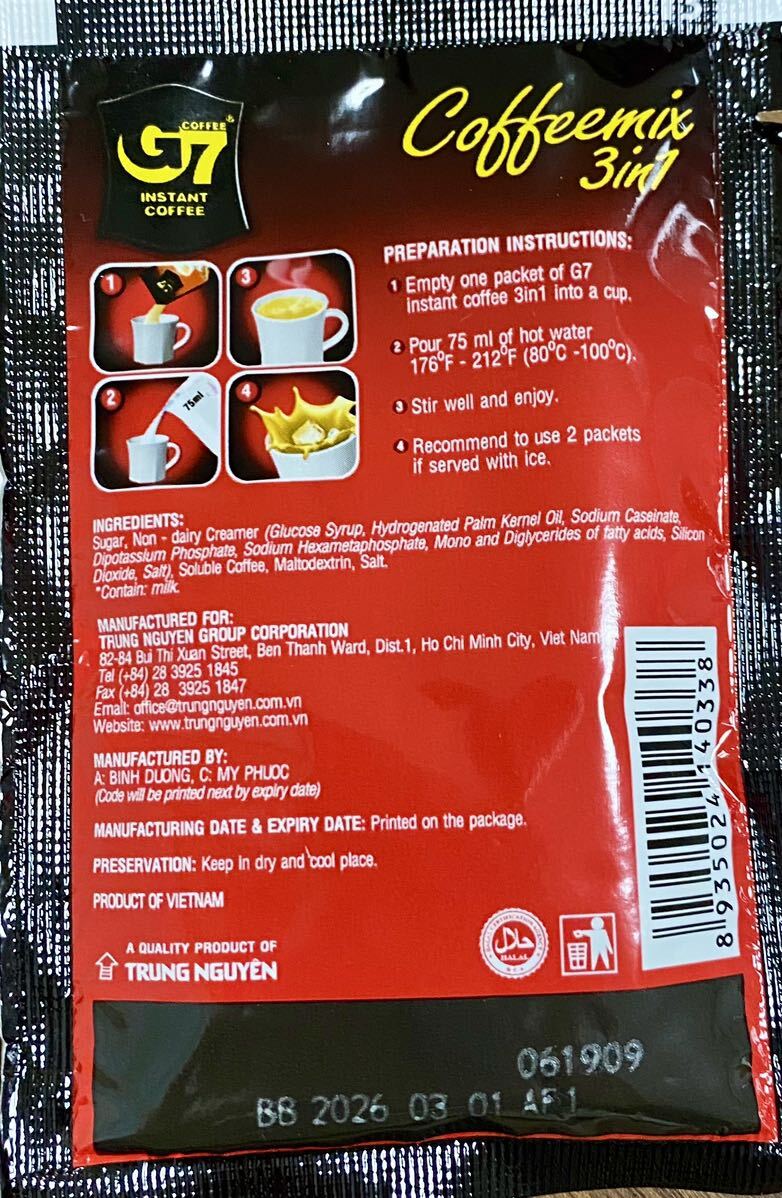 COFFEE®
G7
INSTANT
COFFEE
Coffeemix
3in1
1
3
2
75ml
4
PREPARATION INSTRUCTIONS:
1 Empty one packet of G7
instant coffee 3in1 into a cup.
2 Pour 75 ml of hot water
176°F - 212°F (80°C -100°C).
3 Stir well and enjoy.
4 Recommend to use 2 packets
if served with ice.
INGREDIENTS:
Sugar, Non - dairy Creamer (Glucose Syrup, Hydrogenated Palm Kernel Oil, Sodium Caseinate,
Dipotassium Phosphate, Sodium Hexametaphosphate, Mono and Diglycerides of fatty acids, Silicon
Dioxide, Salt), Soluble Coffee, Maltodextrin, Salt.
*Contain: milk.
MANUFACTURED FOR:
TRUNG NGUYEN GROUP CORPORATION
82-84 Bui Thi Xuan Street, Ben Thanh Ward, Dist.1, Ho Chi Minh City, Viet Nam
Tel (+84) 28 3925 1845
Fax (+84) 28 3925 1847
Email: office@trungnguyen.com.vn
Website: www.trungnguyen.com.vn
MANUFACTURED BY:
A: BINH DUONG, C: MY PHUOC
(Code will be printed next by expiry date)
MANUFACTURING DATE & EXPIRY DATE: Printed on the package.
PRESERVATION: Keep in dry and cool place.
PRODUCT OF VIETNAM
A QUALITY PRODUCT OF
TRUNG NGUYÊN
حلال
HALAL
8 935024 140338
061909
BB 2026 03 01 AF1